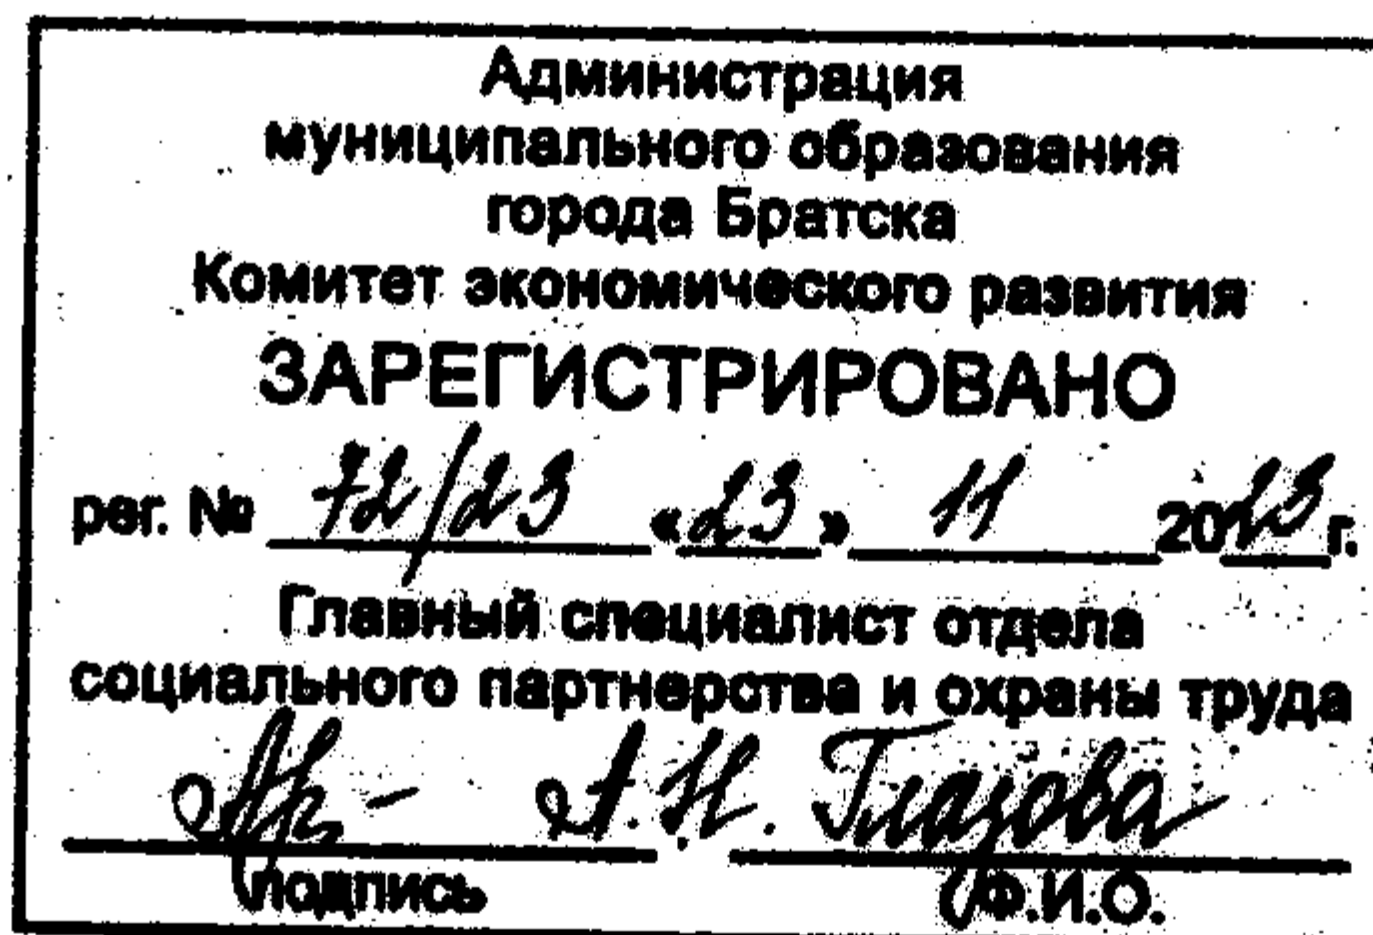 Администрация
муниципального образования
города Братска
Комитет экономического развития
ЗАРЕГИСТРИРОВАНО
рег. № 72/23 «23» 11 2023 г.
Главный специалист отдела
социального партнерства и охраны труда
А.Н. Глазова
подпись Ф.И.О.